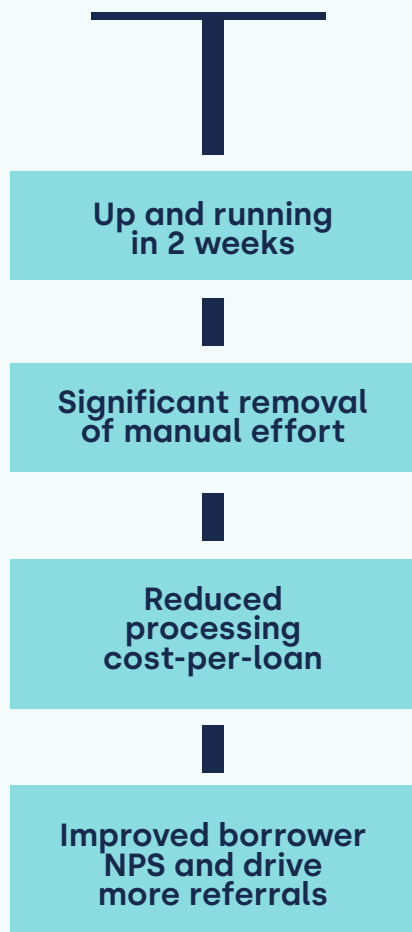 Up and running
in 2 weeks
Significant removal
of manual effort
Reduced
processing
cost-per-loan
Improved borrower
NPS and drive
more referrals